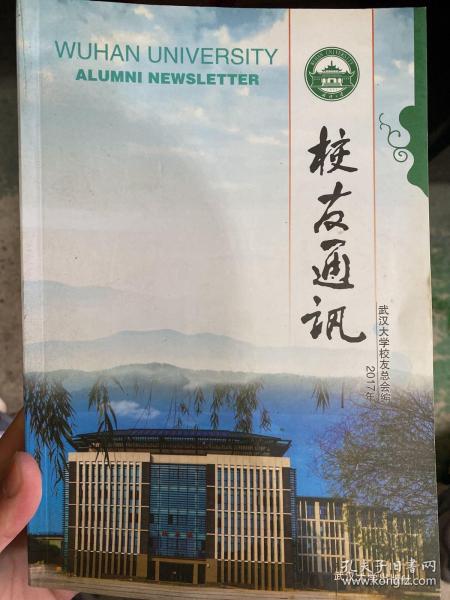 WUHAN UNIVERSITY
ALUMNI NEWSLETTER
校友通讯
武汉大学校友总会编
2017年
孔夫子旧书网
www.kongfz.com